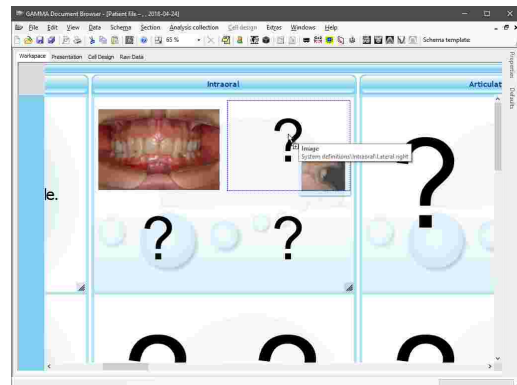 GAMMA Document Browser - [Patient file - , , 2016-04-24]
File Edit View Data Schema Section Analysis collection Cell design Extras Windows Help
65 % Schema template:
Workspace Presentation Cell Design Raw Data
Properties
Defaults
Intraoral
Articulat
?
Image
System definitions\Intraoral\Lateral right
?
le.
? ?